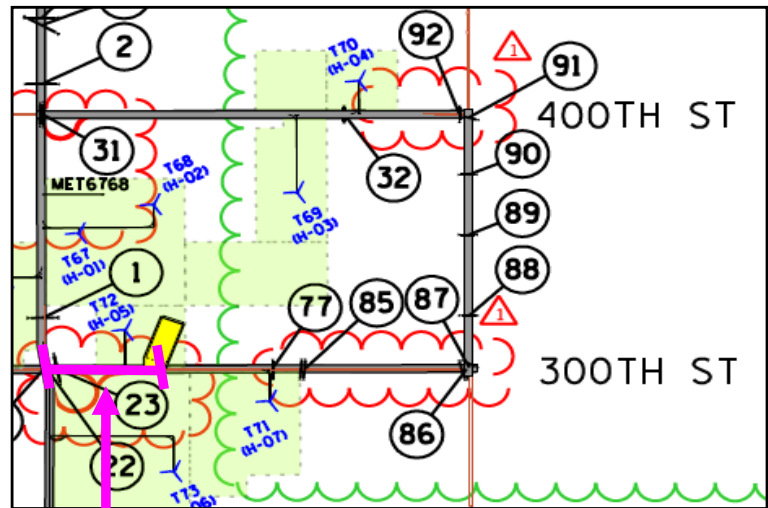 92
1
T70
(H-04)
2
91
400TH ST
31
T68
(H-02)
32
90
MET6768
T69
(H-03)
89
T67
(H-01)
1
88
T72
(H-05)
77
85
87
1
300TH ST
23
86
T71
(H-07)
22
T73